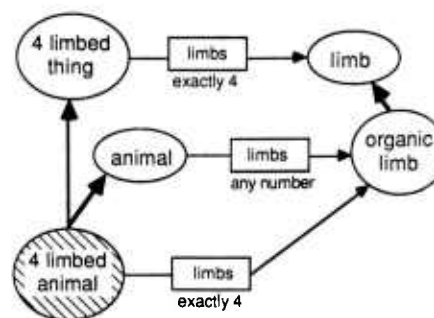 4 limbed
thing
limbs
exactly 4
limb
animal
limbs
any number
organic
limb
4 limbed
animal
limbs
exactly 4